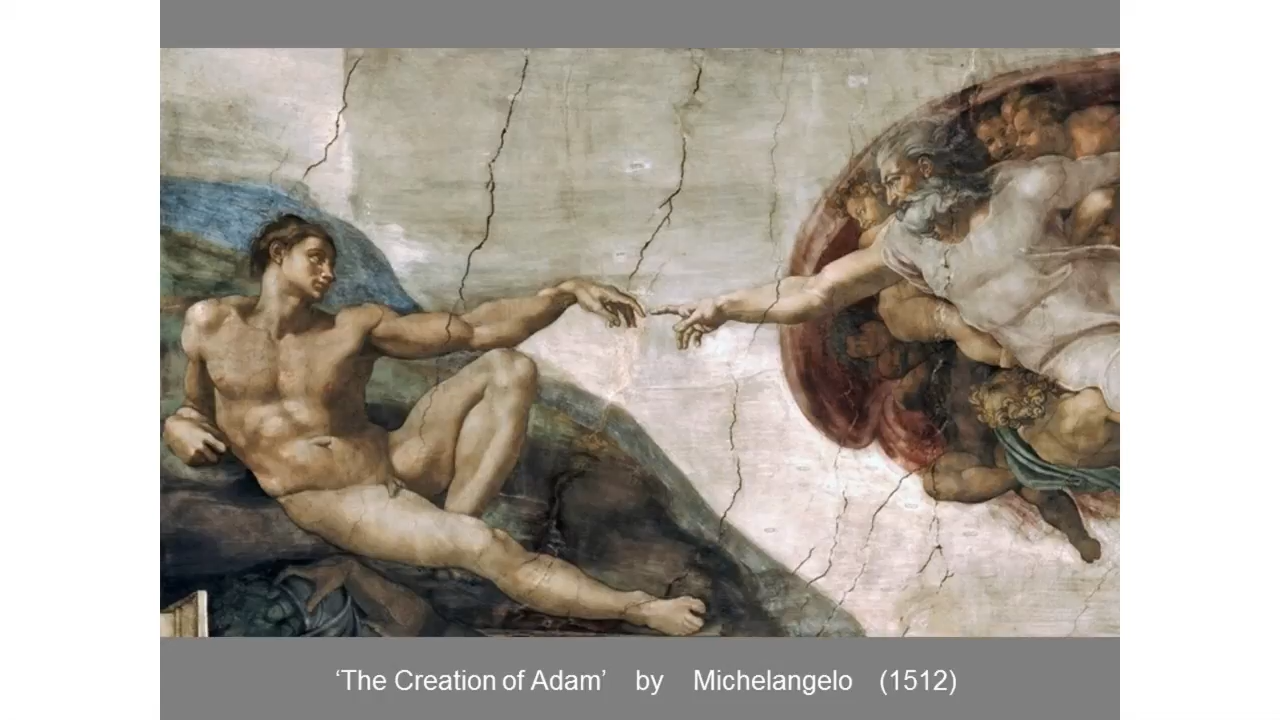 ‘The Creation of Adam’ by Michelangelo (1512)